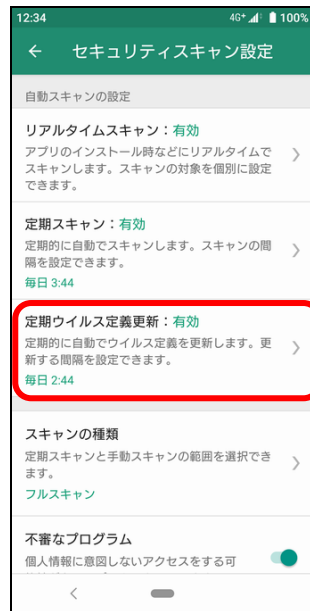 12:34 4G+ 100%
セキュリティスキャン設定
自動スキャンの設定
リアルタイムスキャン：有効
アプリのインストール時などにリアルタイムで
スキャンします。スキャンの対象を個別に設定
できます。
定期スキャン：有効
定期的に自動でスキャンします。スキャンの間
隔を設定できます。
毎日 3:44
定期ウイルス定義更新：有効
定期的に自動でウイルス定義を更新します。更
新する間隔を設定できます。
毎日 2:44
スキャンの種類
定期スキャンと手動スキャンの範囲を選択でき
ます。
フルスキャン
不審なプログラム
個人情報に意図しないアクセスをする可